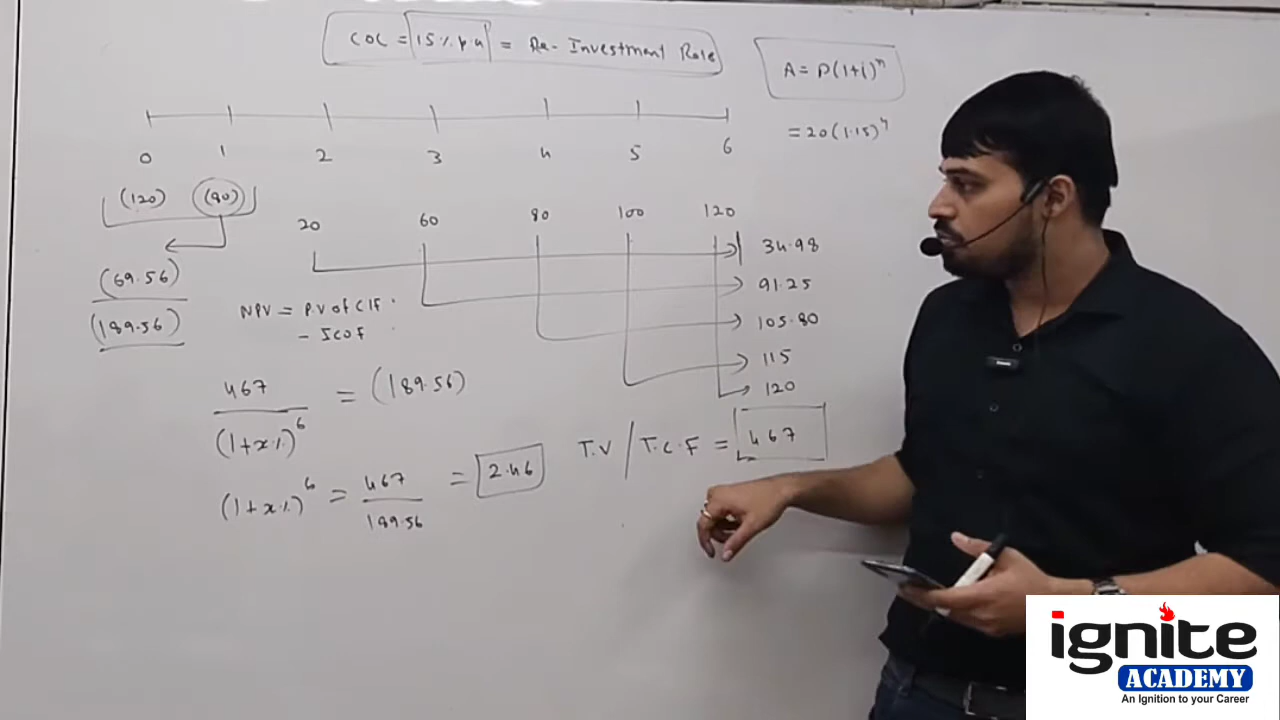 COC = 15% p.a = Re-Investment Rate
A = P(1+i)^n
= 20(1.15)^4
0 1 2 3 4 5 6
(120) (80) 20 60 80 100 120
(69.56)
(189.56)
34.98
91.25
105.80
115
120
NPV = P.V of CIF
- ICOF
467 / (1+x%)^6 = (189.56)
T.V / T.C.F = 467
(1+x%)^6 = 467 / 189.56 = 2.46
ignite
ACADEMY
An Ignition to your Career